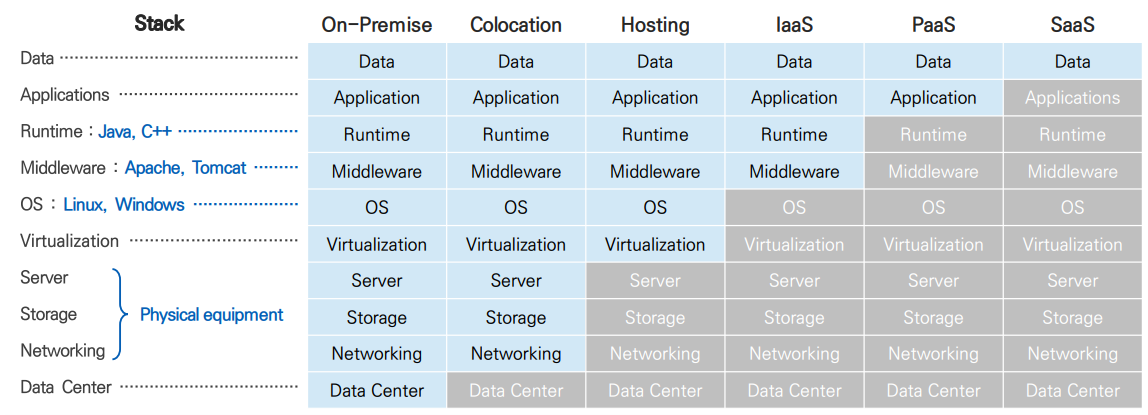 Stack On-Premise Colocation Hosting IaaS PaaS SaaS
Data Data Data Data Data Data Data
Applications Application Application Application Application Application Applications
Runtime : Java, C++ Runtime Runtime Runtime Runtime Runtime Runtime
Middleware : Apache, Tomcat Middleware Middleware Middleware Middleware Middleware Middleware
OS : Linux, Windows OS OS OS OS OS OS
Virtualization Virtualization Virtualization Virtualization Virtualization Virtualization Virtualization
Server Server Server Server Server Server Server
Storage Physical equipment Storage Storage Storage Storage Storage Storage
Networking Networking Networking Networking Networking Networking Networking
Data Center Data Center Data Center Data Center Data Center Data Center Data Center